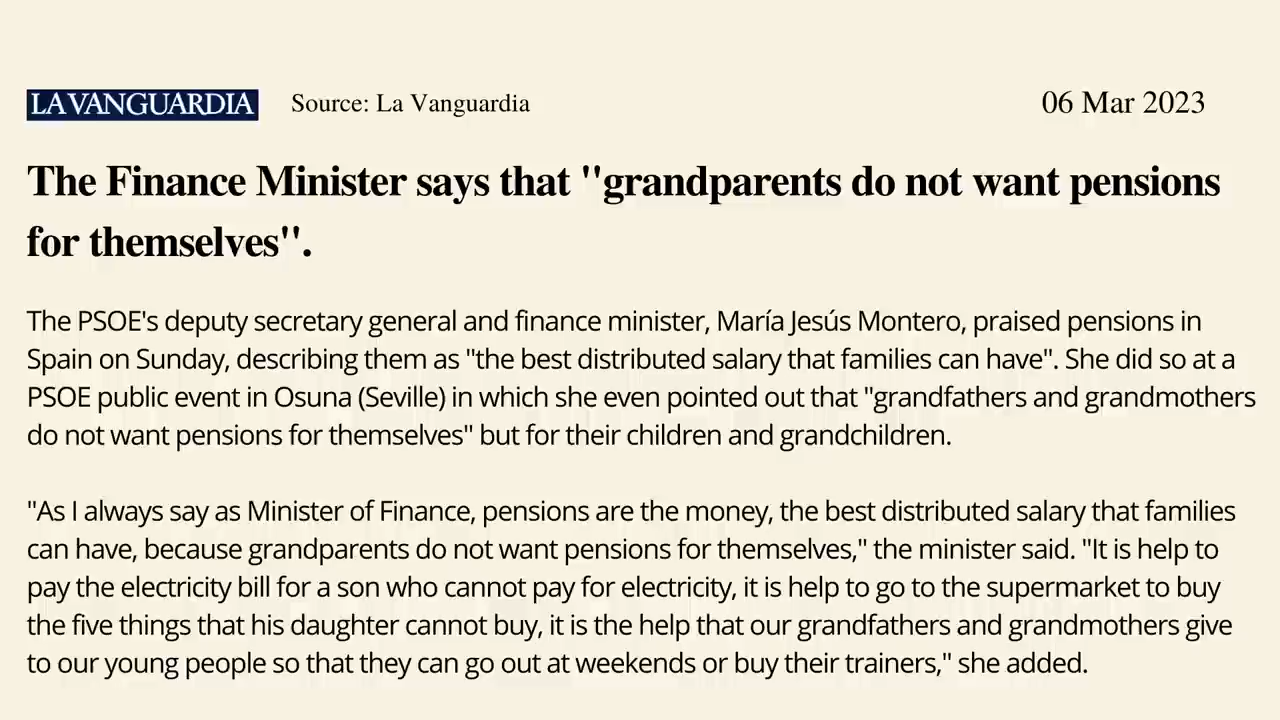 LA VANGUARDIA Source: La Vanguardia 06 Mar 2023
The Finance Minister says that "grandparents do not want pensions
for themselves".
The PSOE's deputy secretary general and finance minister, María Jesús Montero, praised pensions in
Spain on Sunday, describing them as "the best distributed salary that families can have". She did so at a
PSOE public event in Osuna (Seville) in which she even pointed out that "grandfathers and grandmothers
do not want pensions for themselves" but for their children and grandchildren.
"As I always say as Minister of Finance, pensions are the money, the best distributed salary that families
can have, because grandparents do not want pensions for themselves," the minister said. "It is help to
pay the electricity bill for a son who cannot pay for electricity, it is help to go to the supermarket to buy
the five things that his daughter cannot buy, it is the help that our grandfathers and grandmothers give
to our young people so that they can go out at weekends or buy their trainers," she added.